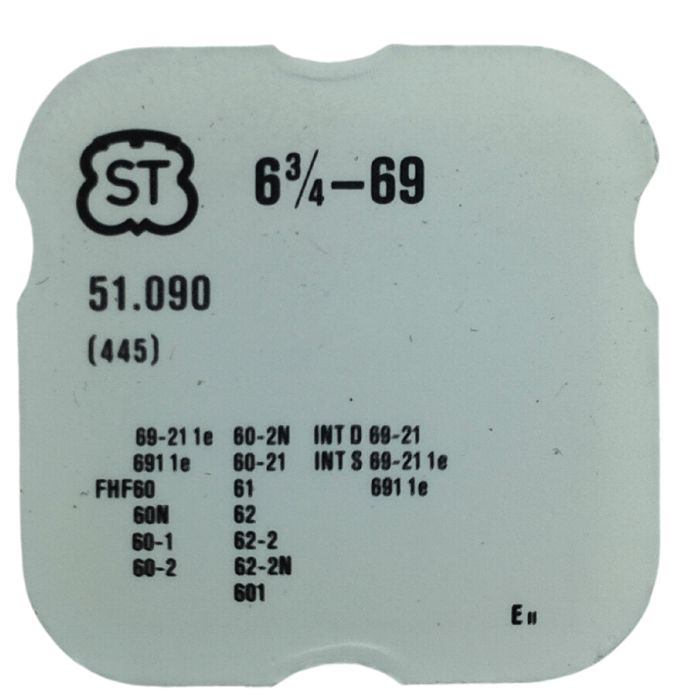 ST 6¾–69
51.090
(445)
69-21 1e 60-2N INT D 69-21
691 1e 60-21 INT S 69-21 1e
FHF60 61 691 1e
60N 62
60-1 62-2
60-2 62-2N
601
E II